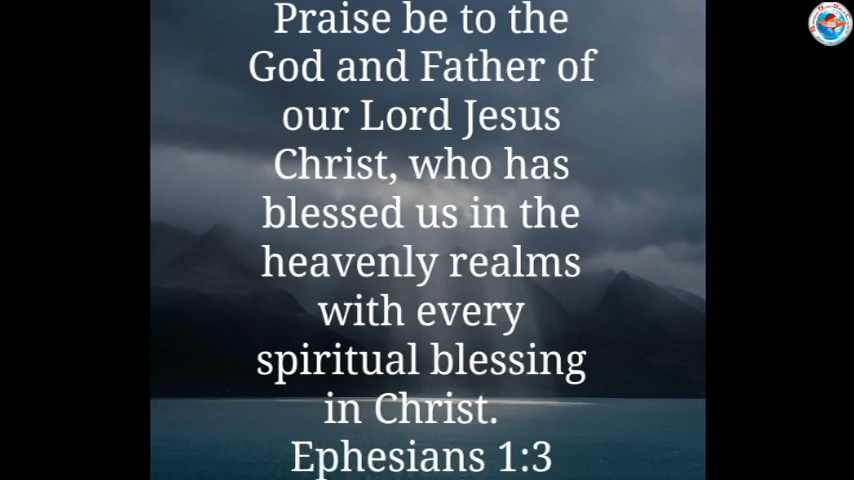 Praise be to the
God and Father of
our Lord Jesus
Christ, who has
blessed us in the
heavenly realms
with every
spiritual blessing
in Christ.
Ephesians 1:3